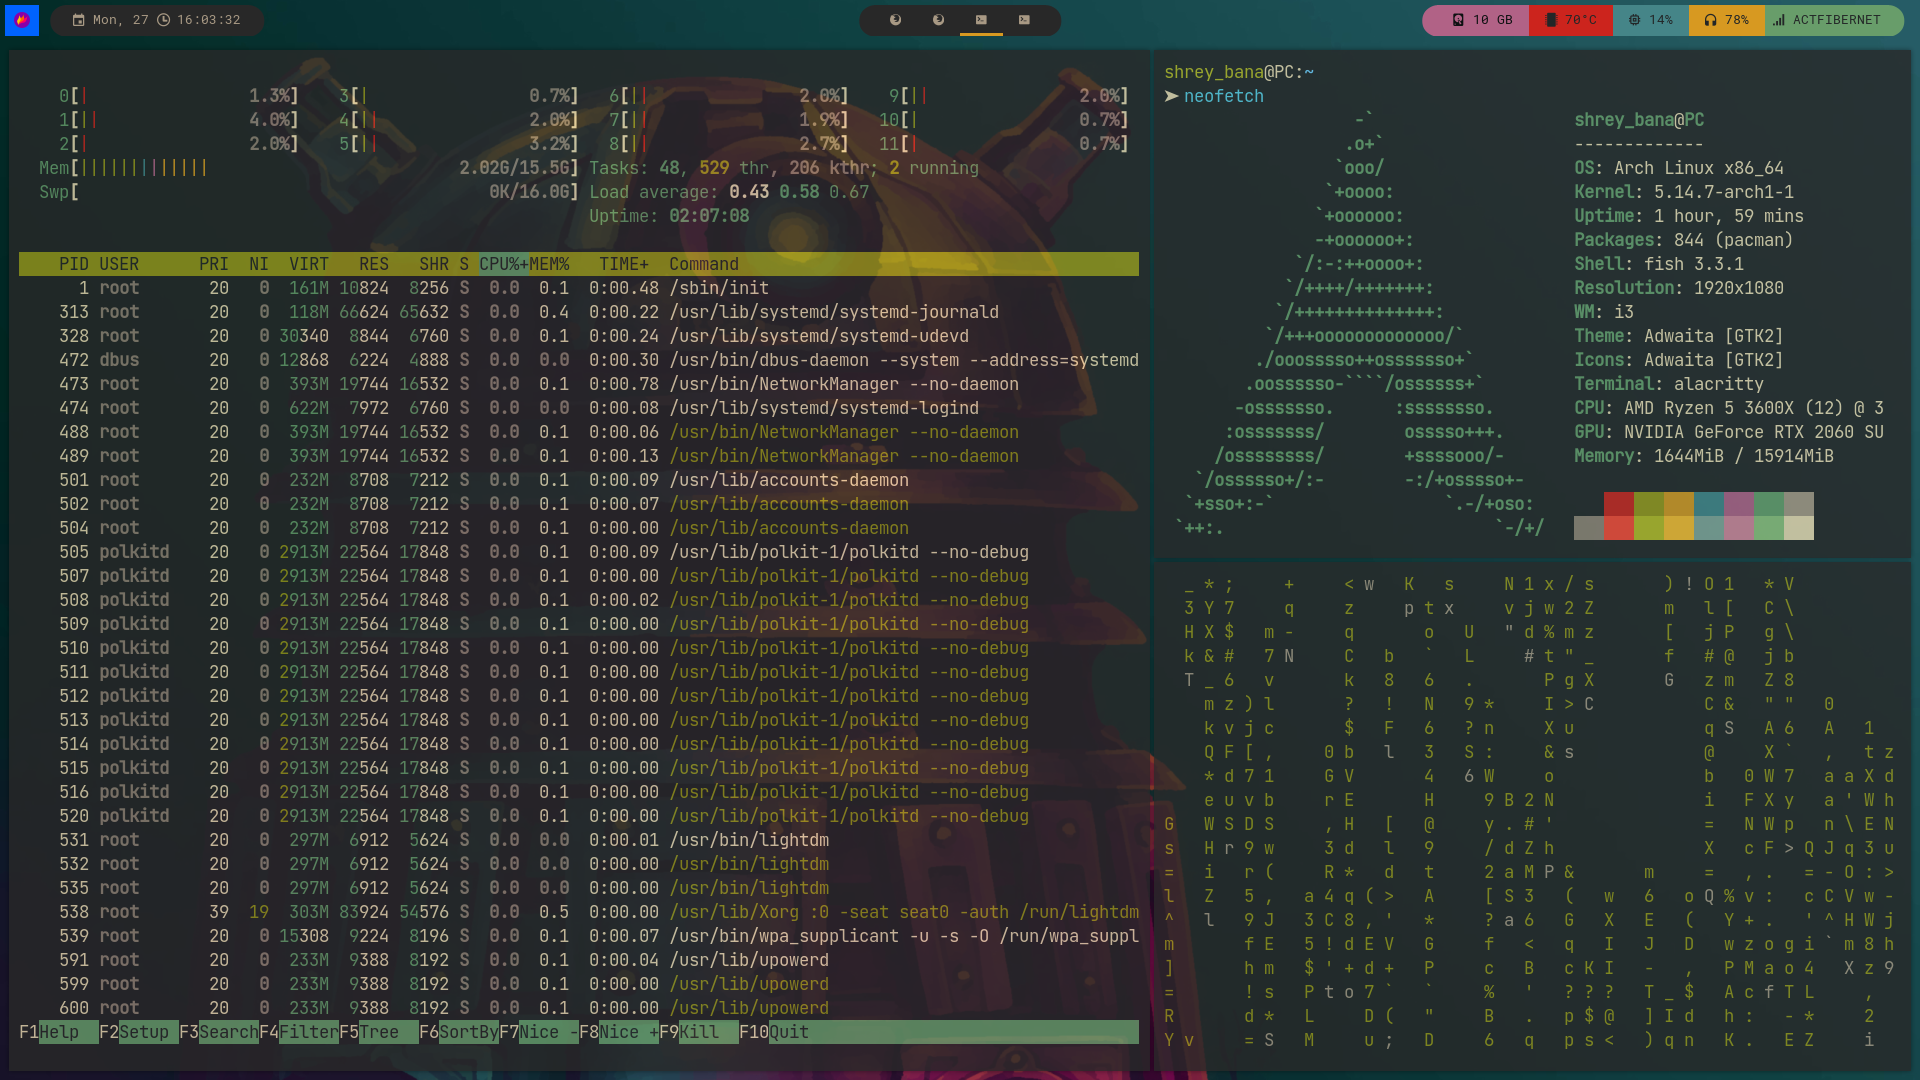 Mon, 27 16:03:32
10 GB 70°C 14% 78% ACTFIBERNET
0[| 1.3%] 3[| 0.7%] 6[|| 2.0%] 9[|| 2.0%]
1[|| 4.0%] 4[|| 2.0%] 7[|| 1.9%] 10[| 0.7%]
2[| 2.0%] 5[|| 3.2%] 8[|| 2.7%] 11[| 0.7%]
Mem[||||||||||||| 2.02G/15.5G] Tasks: 48, 529 thr, 206 kthr; 2 running
Swp[ 0K/16.0G] Load average: 0.43 0.58 0.67
Uptime: 02:07:08
PID USER PRI NI VIRT RES SHR S CPU%+MEM% TIME+ Command
1 root 20 0 161M 10824 8256 S 0.0 0.1 0:00.48 /sbin/init
313 root 20 0 118M 66624 65632 S 0.0 0.4 0:00.22 /usr/lib/systemd/systemd-journald
328 root 20 0 30340 8844 6760 S 0.0 0.1 0:00.24 /usr/lib/systemd/systemd-udevd
472 dbus 20 0 12868 6224 4888 S 0.0 0.0 0:00.30 /usr/bin/dbus-daemon --system --address=systemd
473 root 20 0 393M 19744 16532 S 0.0 0.1 0:00.78 /usr/bin/NetworkManager --no-daemon
474 root 20 0 622M 7972 6760 S 0.0 0.0 0:00.08 /usr/lib/systemd/systemd-logind
488 root 20 0 393M 19744 16532 S 0.0 0.1 0:00.06 /usr/bin/NetworkManager --no-daemon
489 root 20 0 393M 19744 16532 S 0.0 0.1 0:00.13 /usr/bin/NetworkManager --no-daemon
501 root 20 0 232M 8708 7212 S 0.0 0.1 0:00.09 /usr/lib/accounts-daemon
502 root 20 0 232M 8708 7212 S 0.0 0.1 0:00.07 /usr/lib/accounts-daemon
504 root 20 0 232M 8708 7212 S 0.0 0.1 0:00.00 /usr/lib/accounts-daemon
505 polkitd 20 0 2913M 22564 17848 S 0.0 0.1 0:00.09 /usr/lib/polkit-1/polkitd --no-debug
507 polkitd 20 0 2913M 22564 17848 S 0.0 0.1 0:00.00 /usr/lib/polkit-1/polkitd --no-debug
508 polkitd 20 0 2913M 22564 17848 S 0.0 0.1 0:00.02 /usr/lib/polkit-1/polkitd --no-debug
509 polkitd 20 0 2913M 22564 17848 S 0.0 0.1 0:00.00 /usr/lib/polkit-1/polkitd --no-debug
510 polkitd 20 0 2913M 22564 17848 S 0.0 0.1 0:00.00 /usr/lib/polkit-1/polkitd --no-debug
511 polkitd 20 0 2913M 22564 17848 S 0.0 0.1 0:00.00 /usr/lib/polkit-1/polkitd --no-debug
512 polkitd 20 0 2913M 22564 17848 S 0.0 0.1 0:00.00 /usr/lib/polkit-1/polkitd --no-debug
513 polkitd 20 0 2913M 22564 17848 S 0.0 0.1 0:00.00 /usr/lib/polkit-1/polkitd --no-debug
514 polkitd 20 0 2913M 22564 17848 S 0.0 0.1 0:00.00 /usr/lib/polkit-1/polkitd --no-debug
515 polkitd 20 0 2913M 22564 17848 S 0.0 0.1 0:00.00 /usr/lib/polkit-1/polkitd --no-debug
516 polkitd 20 0 2913M 22564 17848 S 0.0 0.1 0:00.00 /usr/lib/polkit-1/polkitd --no-debug
520 polkitd 20 0 2913M 22564 17848 S 0.0 0.1 0:00.00 /usr/lib/polkit-1/polkitd --no-debug
531 root 20 0 297M 6912 5624 S 0.0 0.0 0:00.01 /usr/bin/lightdm
532 root 20 0 297M 6912 5624 S 0.0 0.0 0:00.00 /usr/bin/lightdm
535 root 20 0 297M 6912 5624 S 0.0 0.0 0:00.00 /usr/bin/lightdm
538 root 39 19 303M 83924 54576 S 0.0 0.5 0:00.00 /usr/lib/Xorg :0 -seat seat0 -auth /run/lightdm
539 root 20 0 15308 9224 8196 S 0.0 0.1 0:00.07 /usr/bin/wpa_supplicant -u -s -O /run/wpa_suppl
591 root 20 0 233M 9388 8192 S 0.0 0.1 0:00.04 /usr/lib/upowerd
599 root 20 0 233M 9388 8192 S 0.0 0.1 0:00.00 /usr/lib/upowerd
600 root 20 0 233M 9388 8192 S 0.0 0.1 0:00.00 /usr/lib/upowerd
F1Help F2Setup F3SearchF4FilterF5Tree F6SortByF7Nice -F8Nice +F9Kill F10Quit
shrey_bana@PC:~
➤ neofetch
shrey_bana@PC
-------------
OS: Arch Linux x86_64
Kernel: 5.14.7-arch1-1
Uptime: 1 hour, 59 mins
Packages: 844 (pacman)
Shell: fish 3.3.1
Resolution: 1920x1080
WM: i3
Theme: Adwaita [GTK2]
Icons: Adwaita [GTK2]
Terminal: alacritty
CPU: AMD Ryzen 5 3600X (12) @ 3
GPU: NVIDIA GeForce RTX 2060 SU
Memory: 1644MiB / 15914MiB